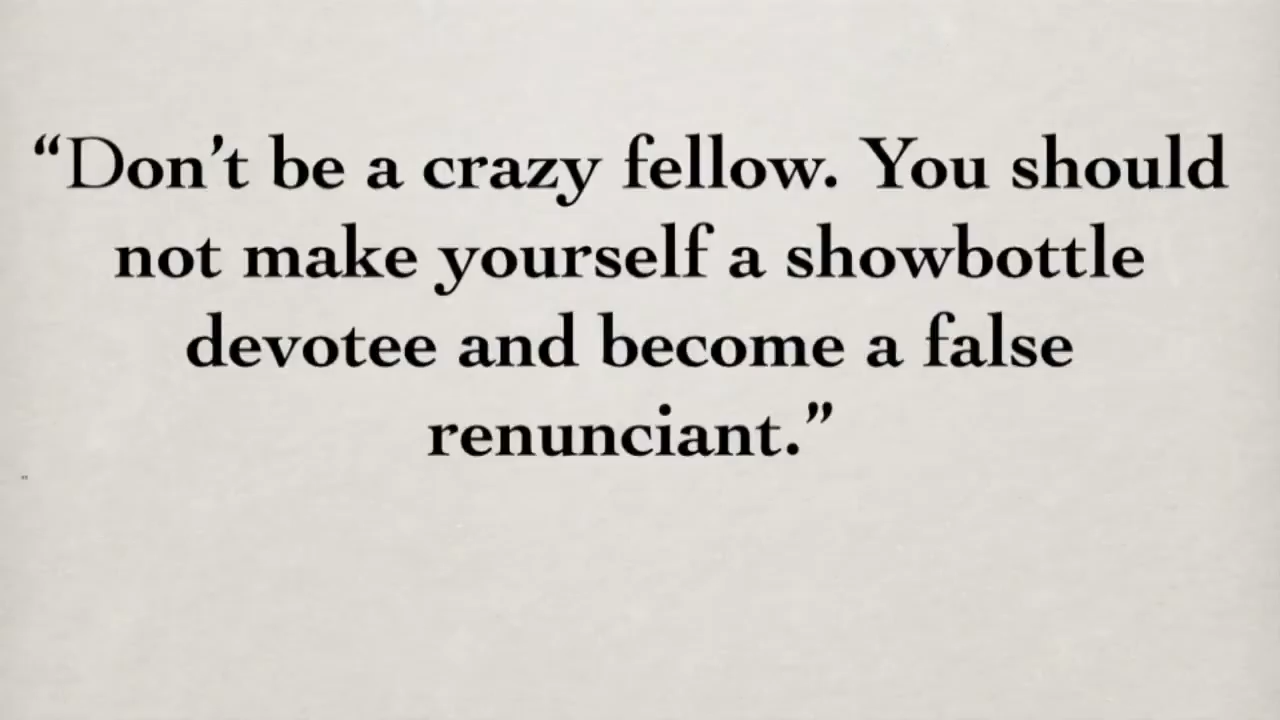 “Don’t be a crazy fellow. You should
not make yourself a showbottle
devotee and become a false
renunciant.”